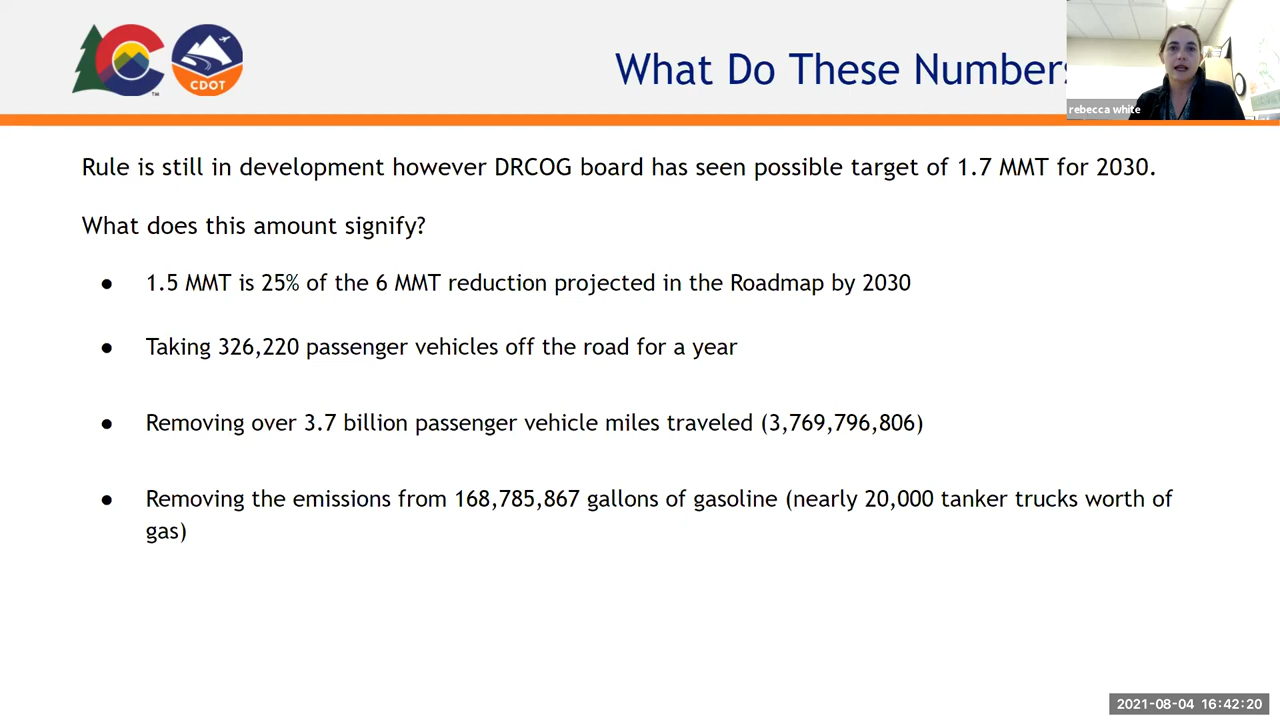 CDOT
TM
What Do These Numbers
rebecca white
Rule is still in development however DRCOG board has seen possible target of 1.7 MMT for 2030.
What does this amount signify?
● 1.5 MMT is 25% of the 6 MMT reduction projected in the Roadmap by 2030
● Taking 326,220 passenger vehicles off the road for a year
● Removing over 3.7 billion passenger vehicle miles traveled (3,769,796,806)
● Removing the emissions from 168,785,867 gallons of gasoline (nearly 20,000 tanker trucks worth of
gas)
2021-08-04 16:42:20